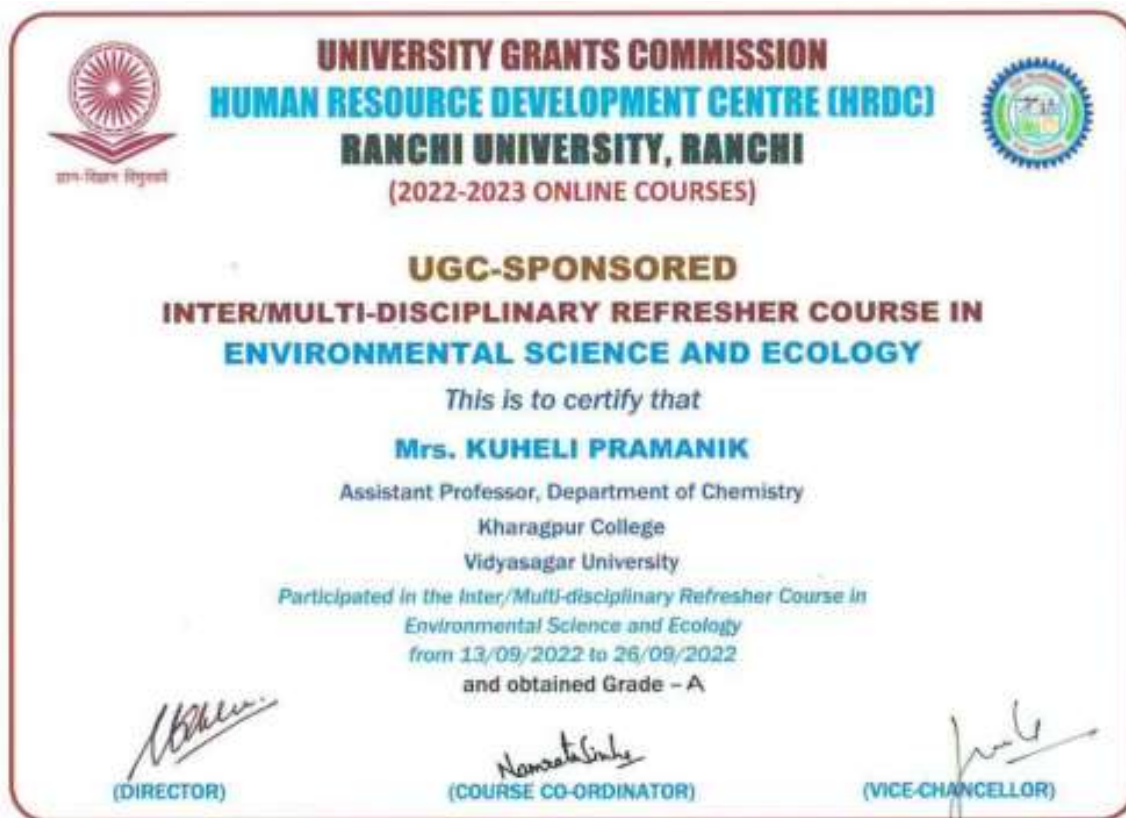 UNIVERSITY GRANTS COMMISSION
HUMAN RESOURCE DEVELOPMENT CENTRE (HRDC)
RANCHI UNIVERSITY, RANCHI
(2022-2023 ONLINE COURSES)
ज्ञान-विज्ञान विमुक्तये
UGC-SPONSORED
INTER/MULTI-DISCIPLINARY REFRESHER COURSE IN
ENVIRONMENTAL SCIENCE AND ECOLOGY
This is to certify that
Mrs. KUHELI PRAMANIK
Assistant Professor, Department of Chemistry
Kharagpur College
Vidyasagar University
Participated in the Inter/Multi-disciplinary Refresher Course in
Environmental Science and Ecology
from 13/09/2022 to 26/09/2022
and obtained Grade – A
Namrata Sinha
(DIRECTOR) (COURSE CO-ORDINATOR) (VICE-CHANCELLOR)